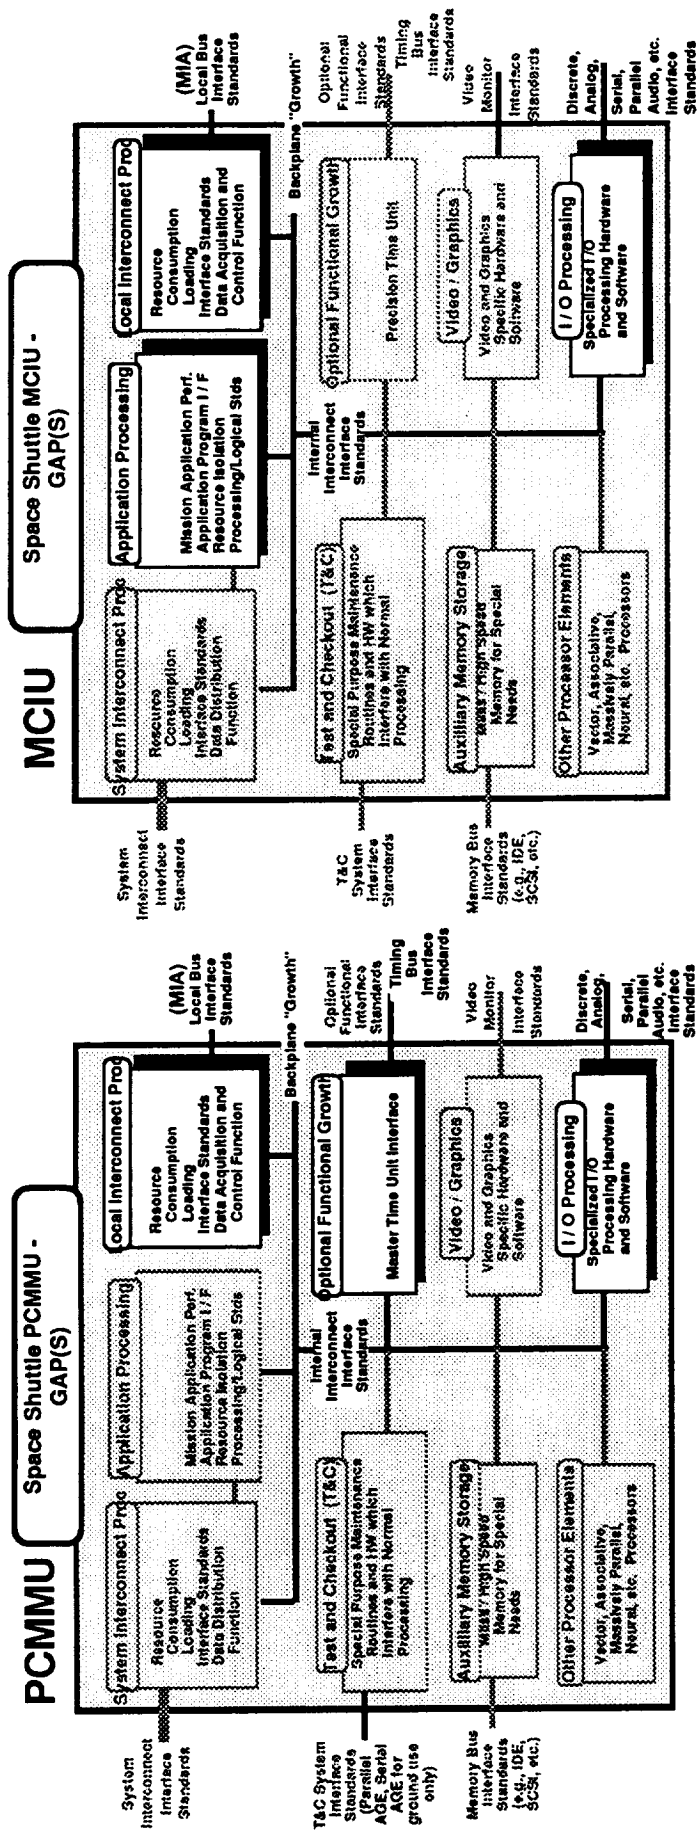 PCMMU
Space Shuttle PCMMU -
GAP(S)
System
Interconnect
Interface
Standards
System Interconnect Proc
Resource
Consumption
Loading
Interface Standards
Data Distribution
Function
Application Processing
Mission Application Perf.
Application Program I / F
Resource Isolation
Processing/Logical Stds
Local Interconnect Proc
Resource
Consumption
Loading
Interface Standards
Data Acquisition and
Control Function
(MIA)
Local Bus
Interface
Standards
Backplane "Growth"
T&C System
Interface
Standards
(Parallel
AGE, Serial
AGE for
ground use
only)
Test and Checkout (T&C)
Special Purpose Maintenance
Routines and HW which
Interfere with Normal
Processing
Internal
Interconnect
Interface
Standards
Optional Functional Growth
Master Time Unit Interface
Optional
Functional
Interface
Standards
Timing
Bus
Interface
Standards
Memory Bus
Interface
Standards
(e.g., IDE,
SCSI, etc.)
Auxilliary Memory Storage
Mass / High Speed
Memory for Special
Needs
Video / Graphics
Video and Graphics
Specific Hardware and
Software
Video
Monitor
Interface
Standards
Other Processor Elements
Vector, Associative,
Massively Parallel,
Neural, etc. Processors
I / O Processing
Specialized I/O
Processing Hardware
and Software
Discrete,
Analog,
Serial,
Parallel
Audio, etc.
Interface
Standards
MCIU
Space Shuttle MCIU -
GAP(S)
System
Interconnect
Interface
Standards
System Interconnect Proc
Resource
Consumption
Loading
Interface Standards
Data Distribution
Function
Application Processing
Mission Application Perf.
Application Program I / F
Resource Isolation
Processing/Logical Stds
Local Interconnect Proc
Resource
Consumption
Loading
Interface Standards
Data Acquisition and
Control Function
(MIA)
Local Bus
Interface
Standards
Backplane "Growth"
T&C
System
Interface
Standards
Test and Checkout (T&C)
Special Purpose Maintenance
Routines and HW which
Interfere with Normal
Processing
Internal
Interconnect
Interface
Standards
Optional Functional Growth
Precision Time Unit
Optional
Functional
Interface
Standards
Timing
Bus
Interface
Standards
Memory Bus
Interface
Standards
(e.g., IDE,
SCSI, etc.)
Auxilliary Memory Storage
Mass / High Speed
Memory for Special
Needs
Video / Graphics
Video and Graphics
Specific Hardware and
Software
Video
Monitor
Interface
Standards
Other Processor Elements
Vector, Associative,
Massively Parallel,
Neural, etc. Processors
I / O Processing
Specialized I/O
Processing Hardware
and Software
Discrete,
Analog,
Serial,
Parallel
Audio, etc.
Interface
Standards